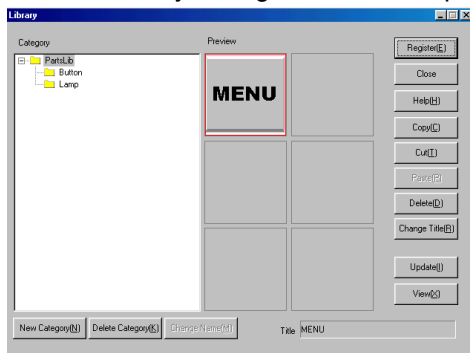 Library
Category
Preview
PartsLib
Button
Lamp
MENU
Register(E)
Close
Help(H)
Copy(C)
Cut(T)
Paste(P)
Delete(D)
Change Title(R)
Update(I)
View(X)
New Category(N)
Delete Category(K)
Change Name(M)
Title
MENU